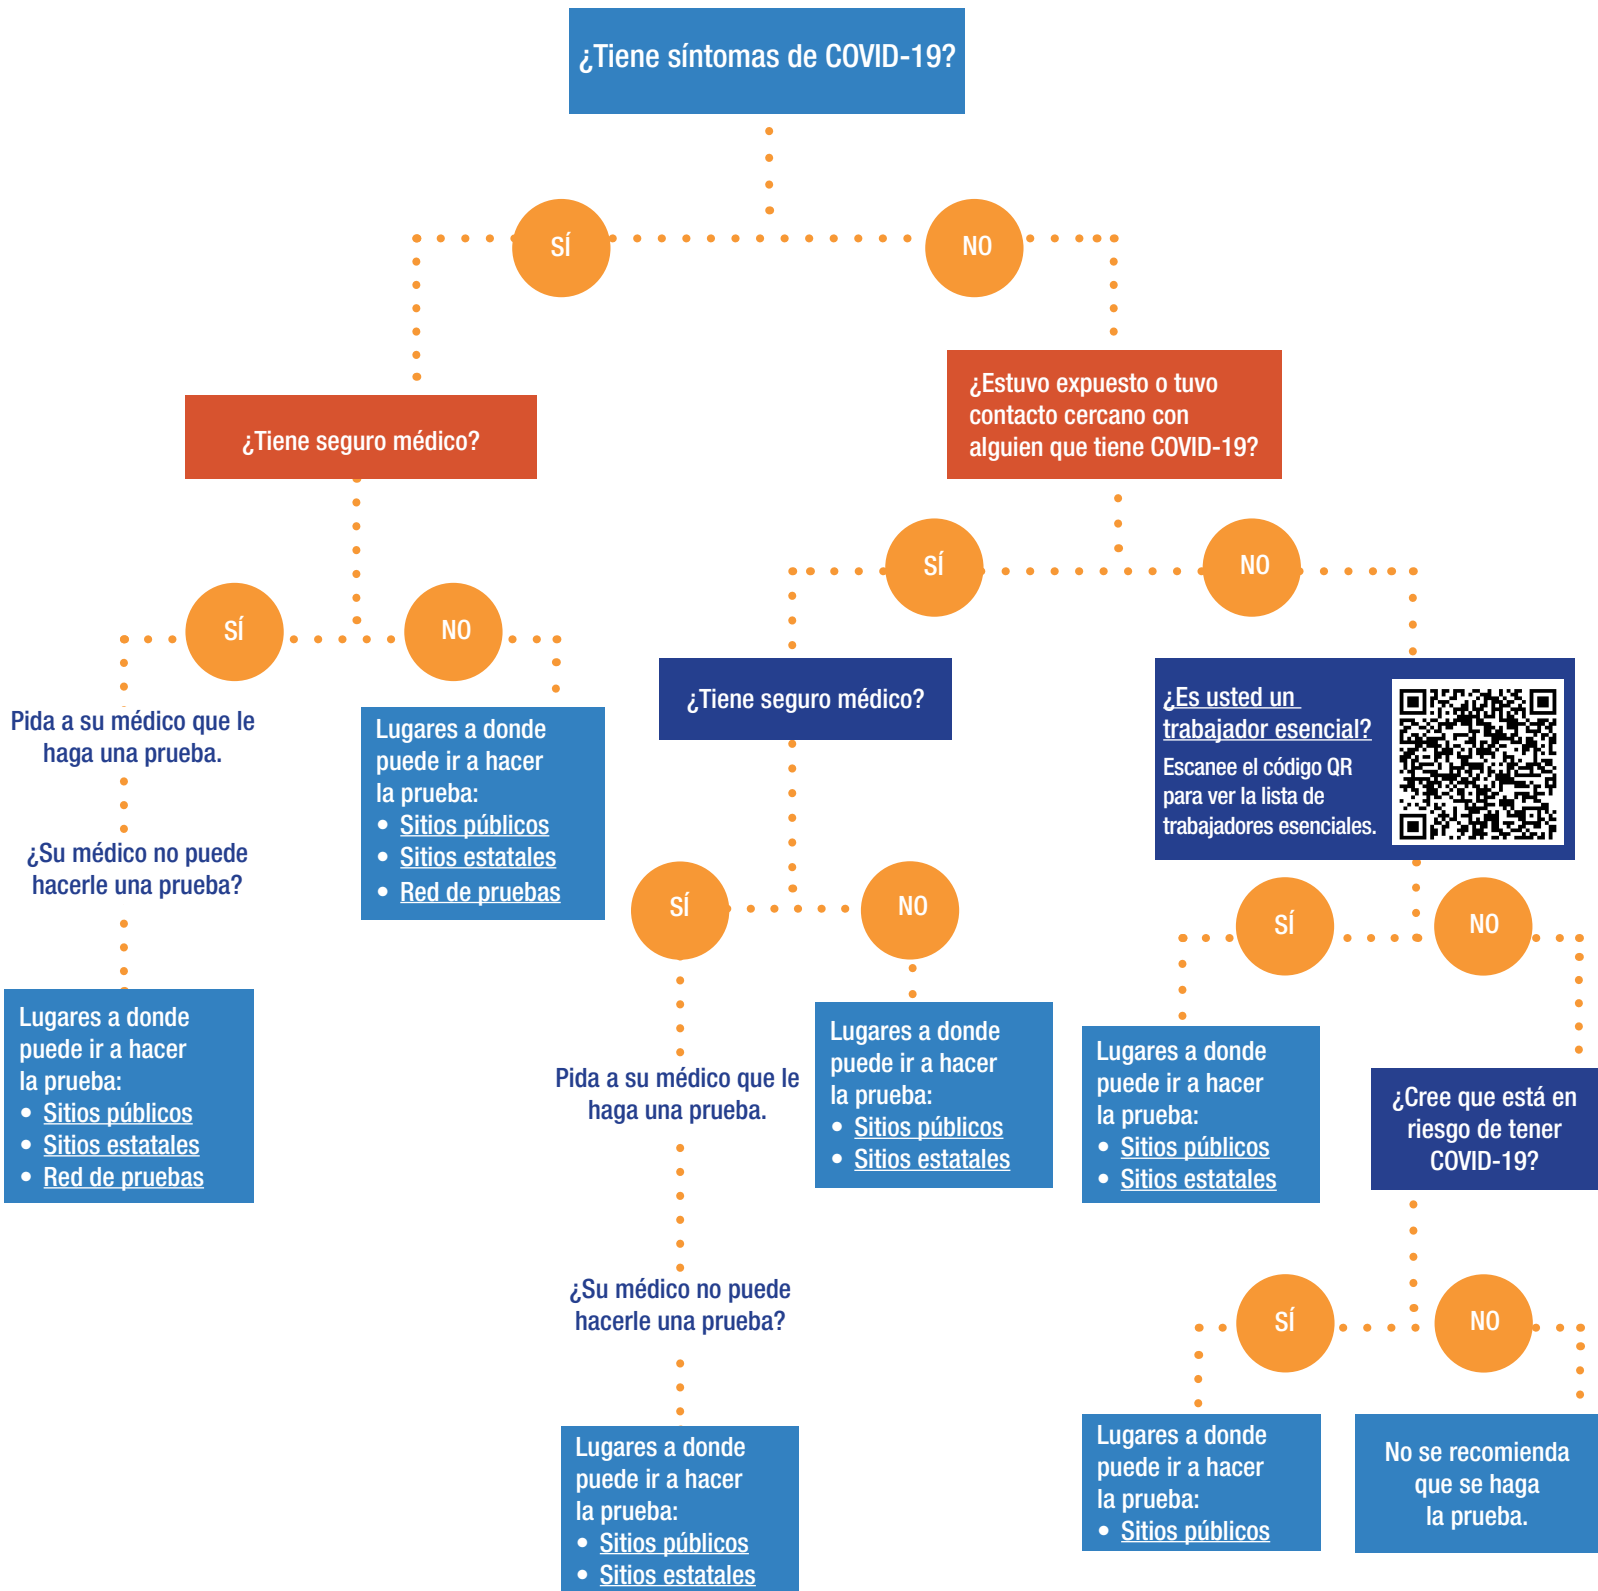 ¿Tiene síntomas de COVID-19?
SÍ
NO
¿Tiene seguro médico?
SÍ
NO
Pida a su médico que le
haga una prueba.
¿Su médico no puede
hacerle una prueba?
Lugares a donde
puede ir a hacer
la prueba:
• Sitios públicos
• Sitios estatales
• Red de pruebas
Lugares a donde
puede ir a hacer
la prueba:
• Sitios públicos
• Sitios estatales
• Red de pruebas
¿Estuvo expuesto o tuvo
contacto cercano con
alguien que tiene COVID-19?
SÍ
NO
¿Tiene seguro médico?
SÍ
NO
Pida a su médico que le
haga una prueba.
¿Su médico no puede
hacerle una prueba?
Lugares a donde
puede ir a hacer
la prueba:
• Sitios públicos
• Sitios estatales
Lugares a donde
puede ir a hacer
la prueba:
• Sitios públicos
• Sitios estatales
¿Es usted un
trabajador esencial?
Escanee el código QR
para ver la lista de
trabajadores esenciales.
SÍ
NO
Lugares a donde
puede ir a hacer
la prueba:
• Sitios públicos
• Sitios estatales
¿Cree que está en
riesgo de tener
COVID-19?
SÍ
NO
Lugares a donde
puede ir a hacer
la prueba:
• Sitios públicos
No se recomienda
que se haga
la prueba.